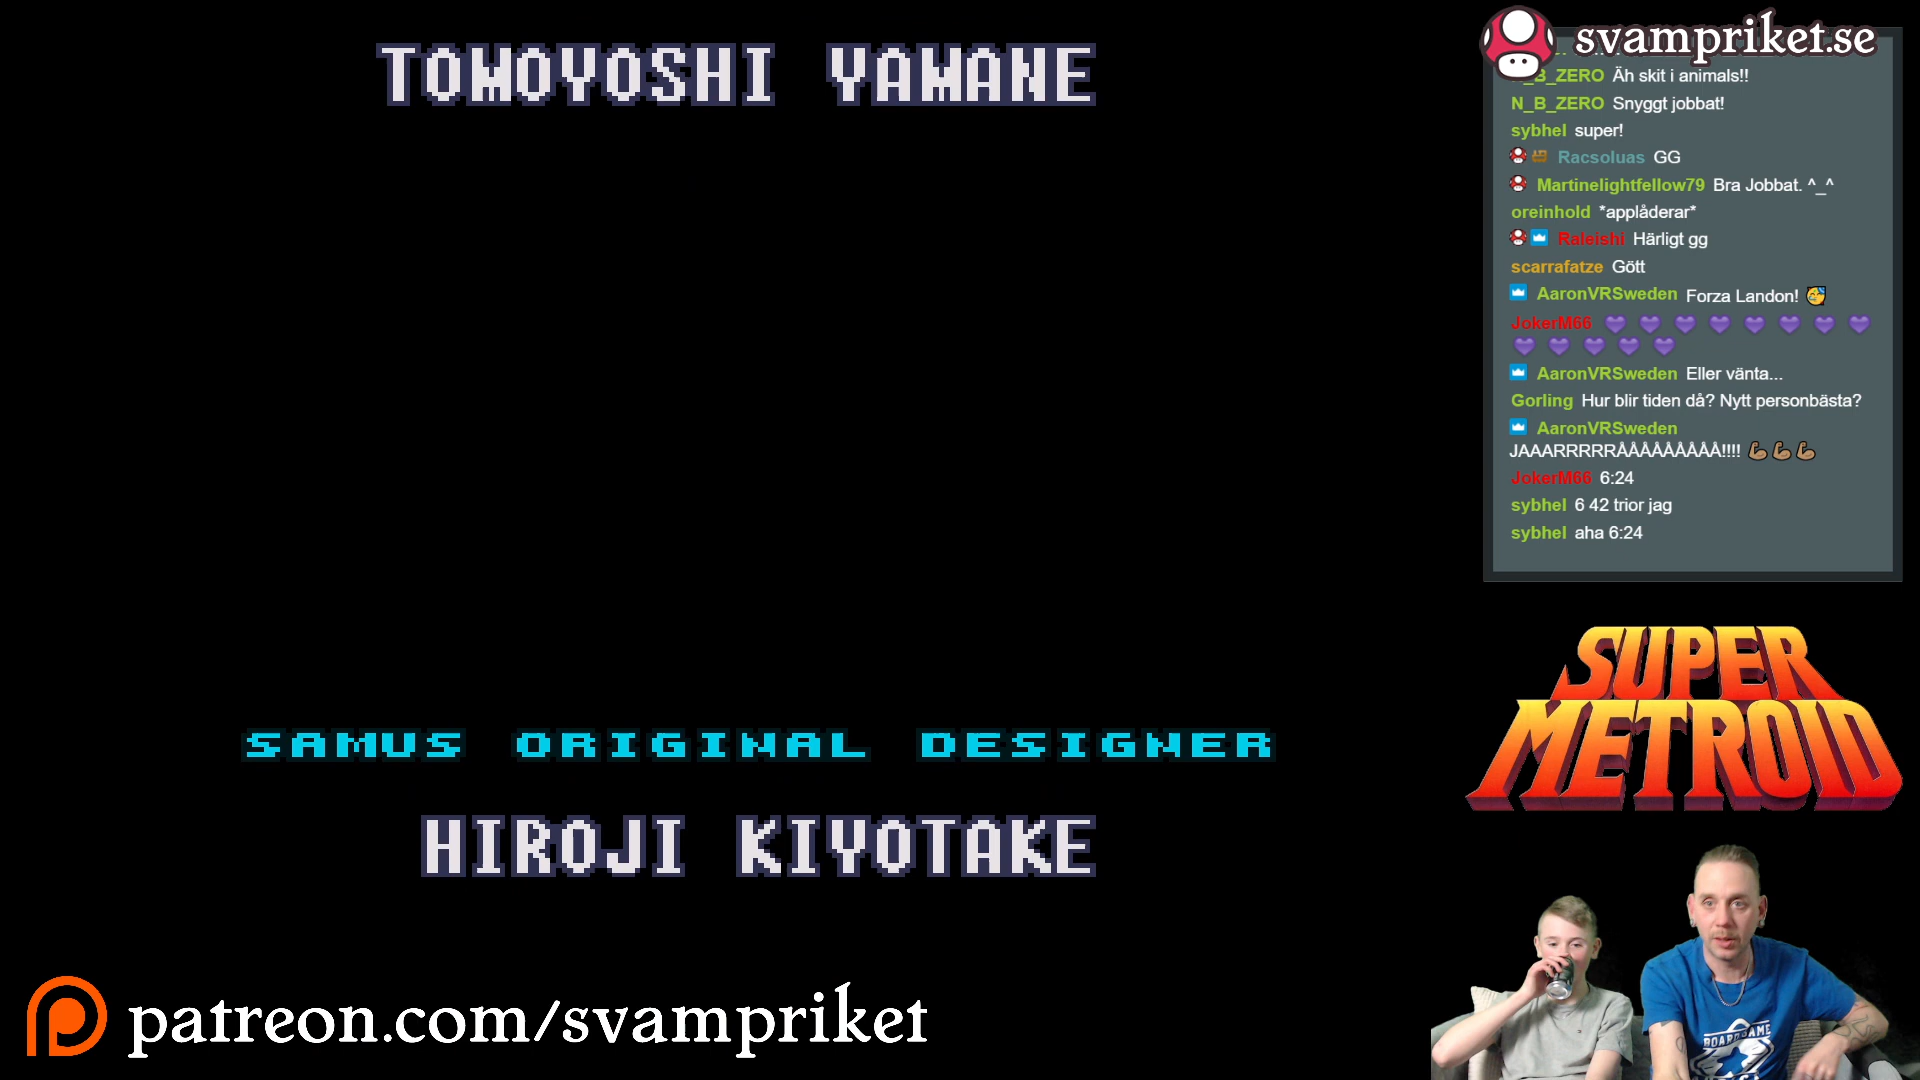 TOMOYOSHI YAMANE
SAMUS ORIGINAL DESIGNER
HIROJI KIYOTAKE
patreon.com/svampriket
svampriket.se
_B_ZERO Äh skit i animals!!
N_B_ZERO Snyggt jobbat!
sybhel super!
Racsoluas GG
Martinelightfellow79 Bra Jobbat. ^_^
oreinhold *applåderar*
Raleishi Härligt gg
scarrafatze Gött
AaronVRSweden Forza Landon!
JokerM66
AaronVRSweden Eller vänta...
Gorling Hur blir tiden då? Nytt personbästa?
AaronVRSweden
JAAARRRRRÅÅÅÅÅÅÅÅÅ!!!!
JokerM66 6:24
sybhel 6 42 trior jag
sybhel aha 6:24
SUPER
METROID
BOARDGAME